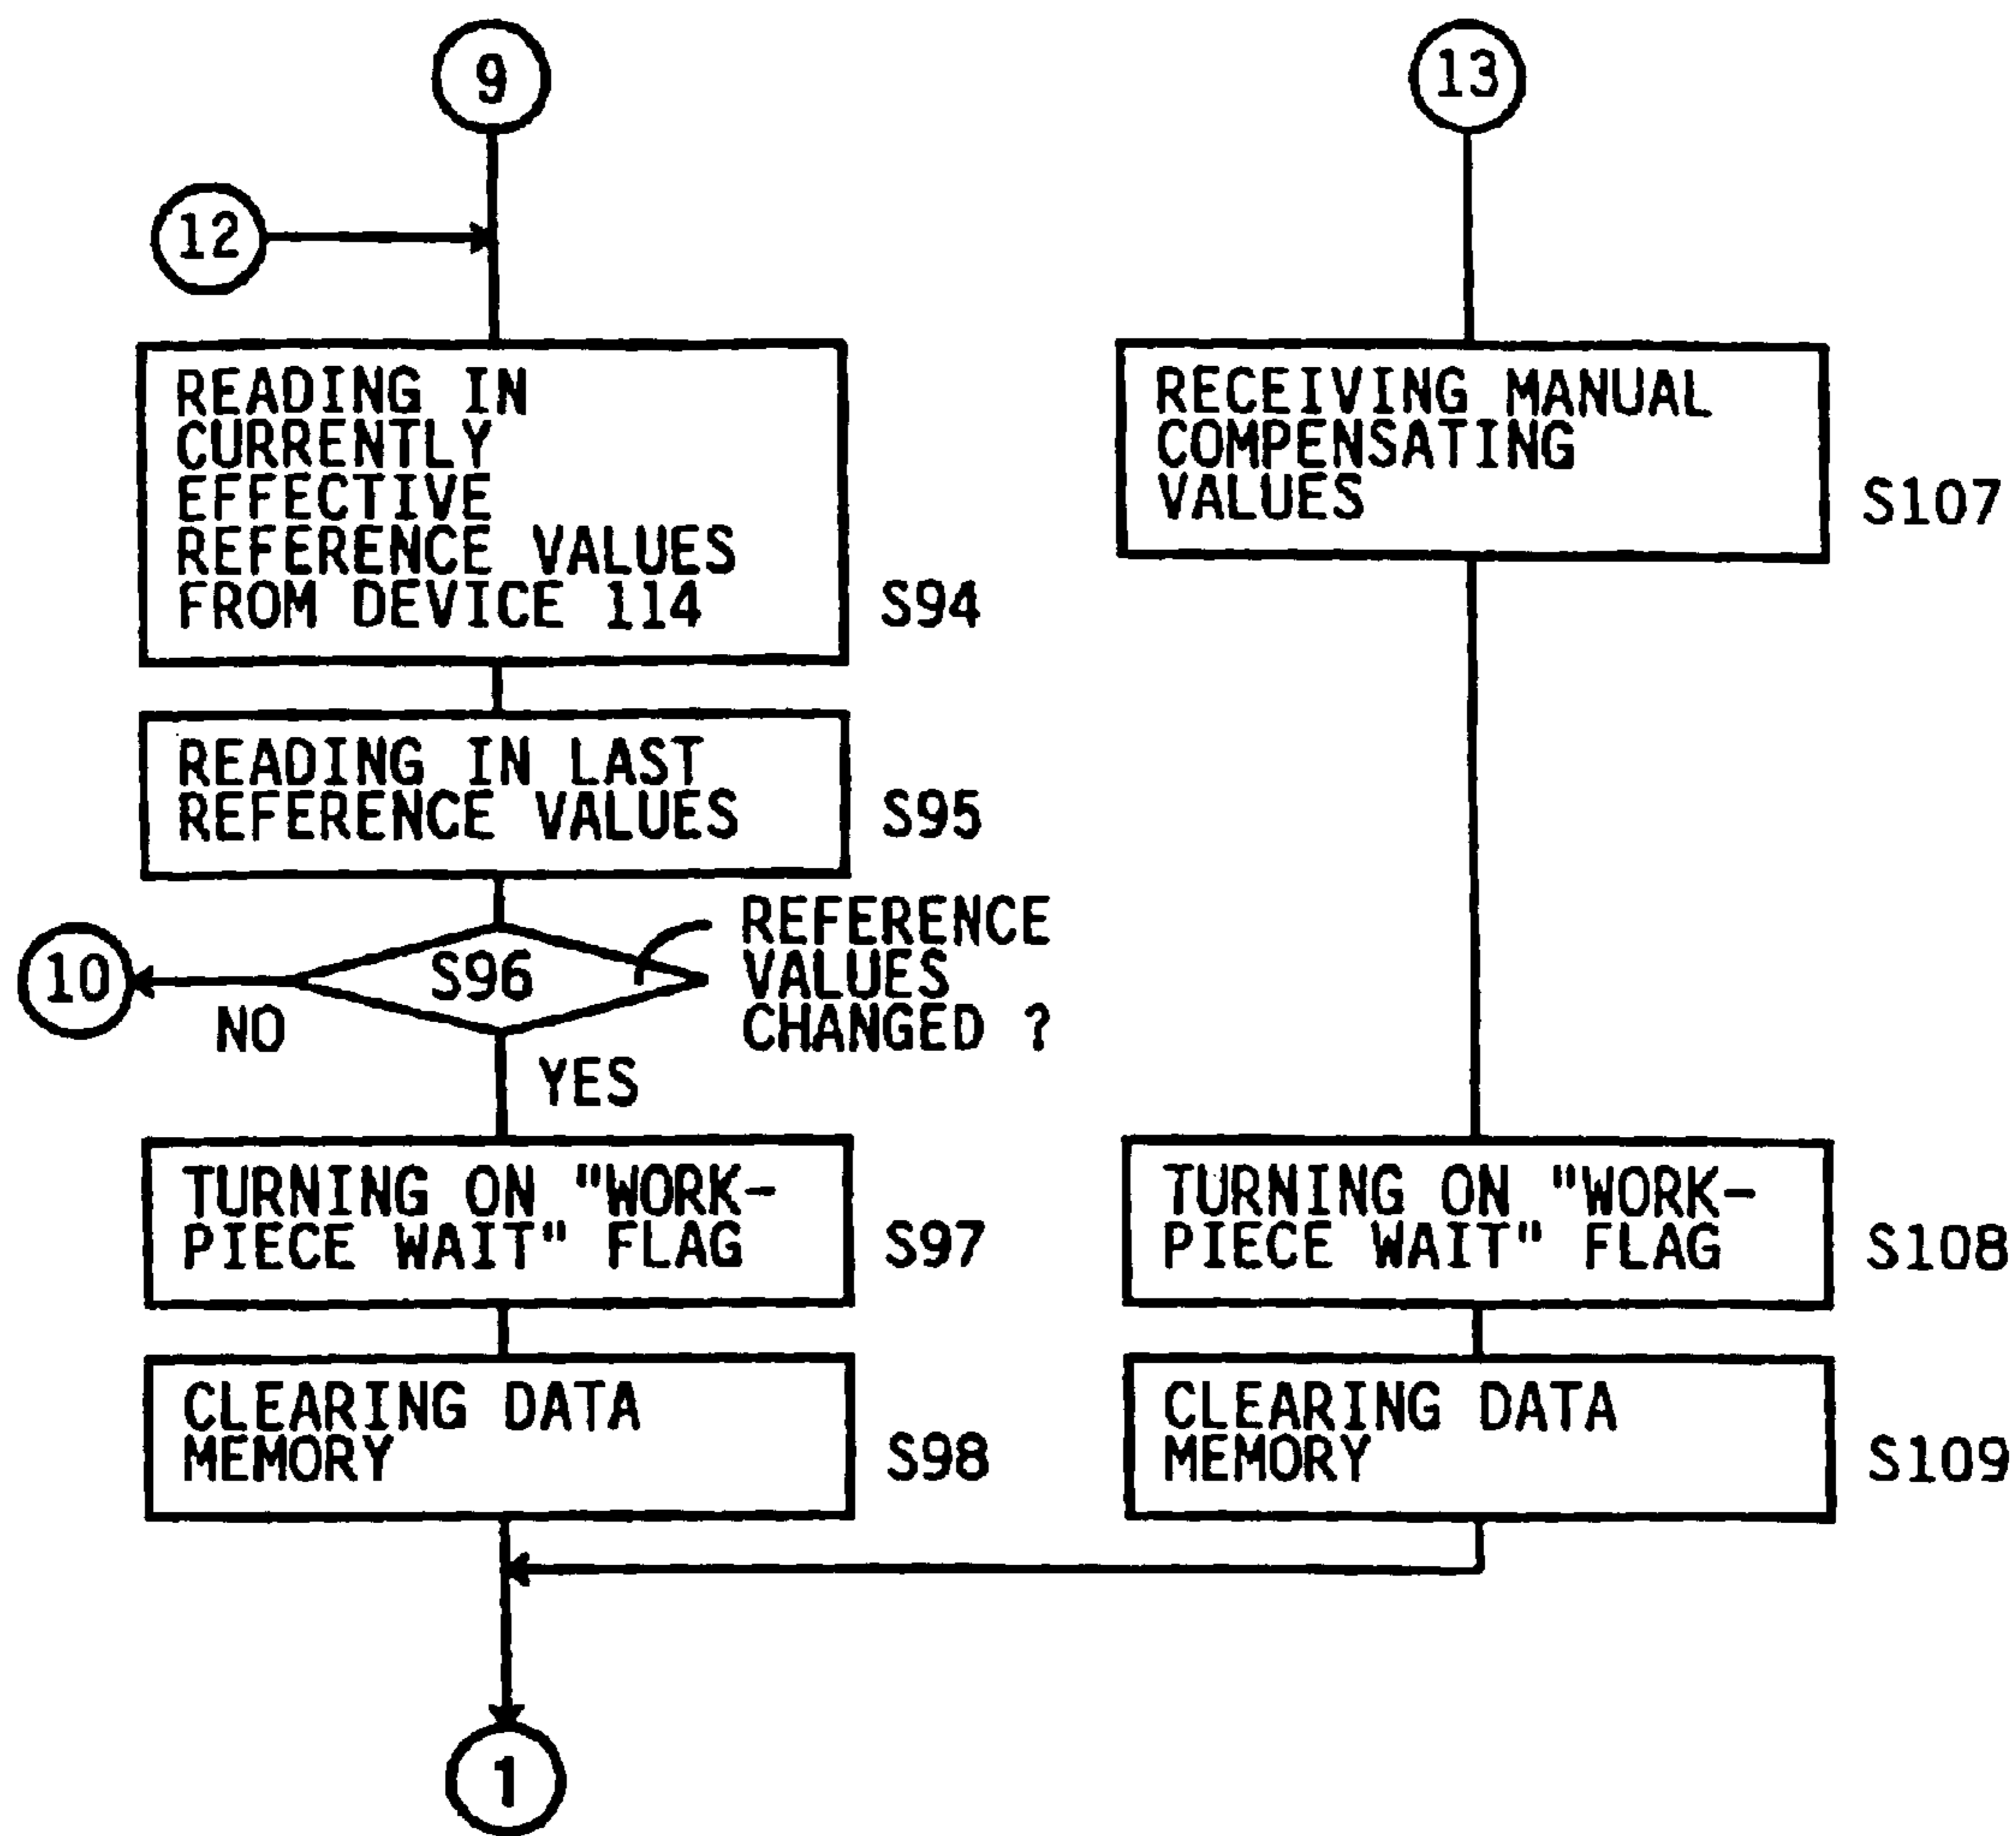 9
12
READING IN
CURRENTLY
EFFECTIVE
REFERENCE VALUES
FROM DEVICE 114
S94
READING IN LAST
REFERENCE VALUES
S95
S96
REFERENCE
VALUES
CHANGED ?
10
NO
YES
TURNING ON "WORK-
PIECE WAIT" FLAG
S97
CLEARING DATA
MEMORY
S98
1
13
RECEIVING MANUAL
COMPENSATING
VALUES
S107
TURNING ON "WORK-
PIECE WAIT" FLAG
S108
CLEARING DATA
MEMORY
S109